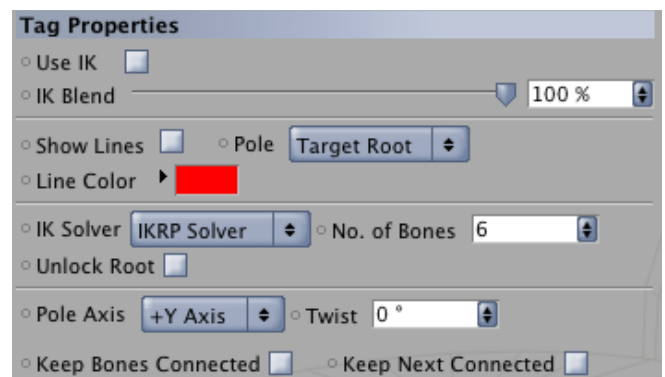 Tag Properties
Use IK
IK Blend 100 %
Show Lines Pole Target Root
Line Color
IK Solver IKRP Solver No. of Bones 6
Unlock Root
Pole Axis +Y Axis Twist 0 °
Keep Bones Connected Keep Next Connected